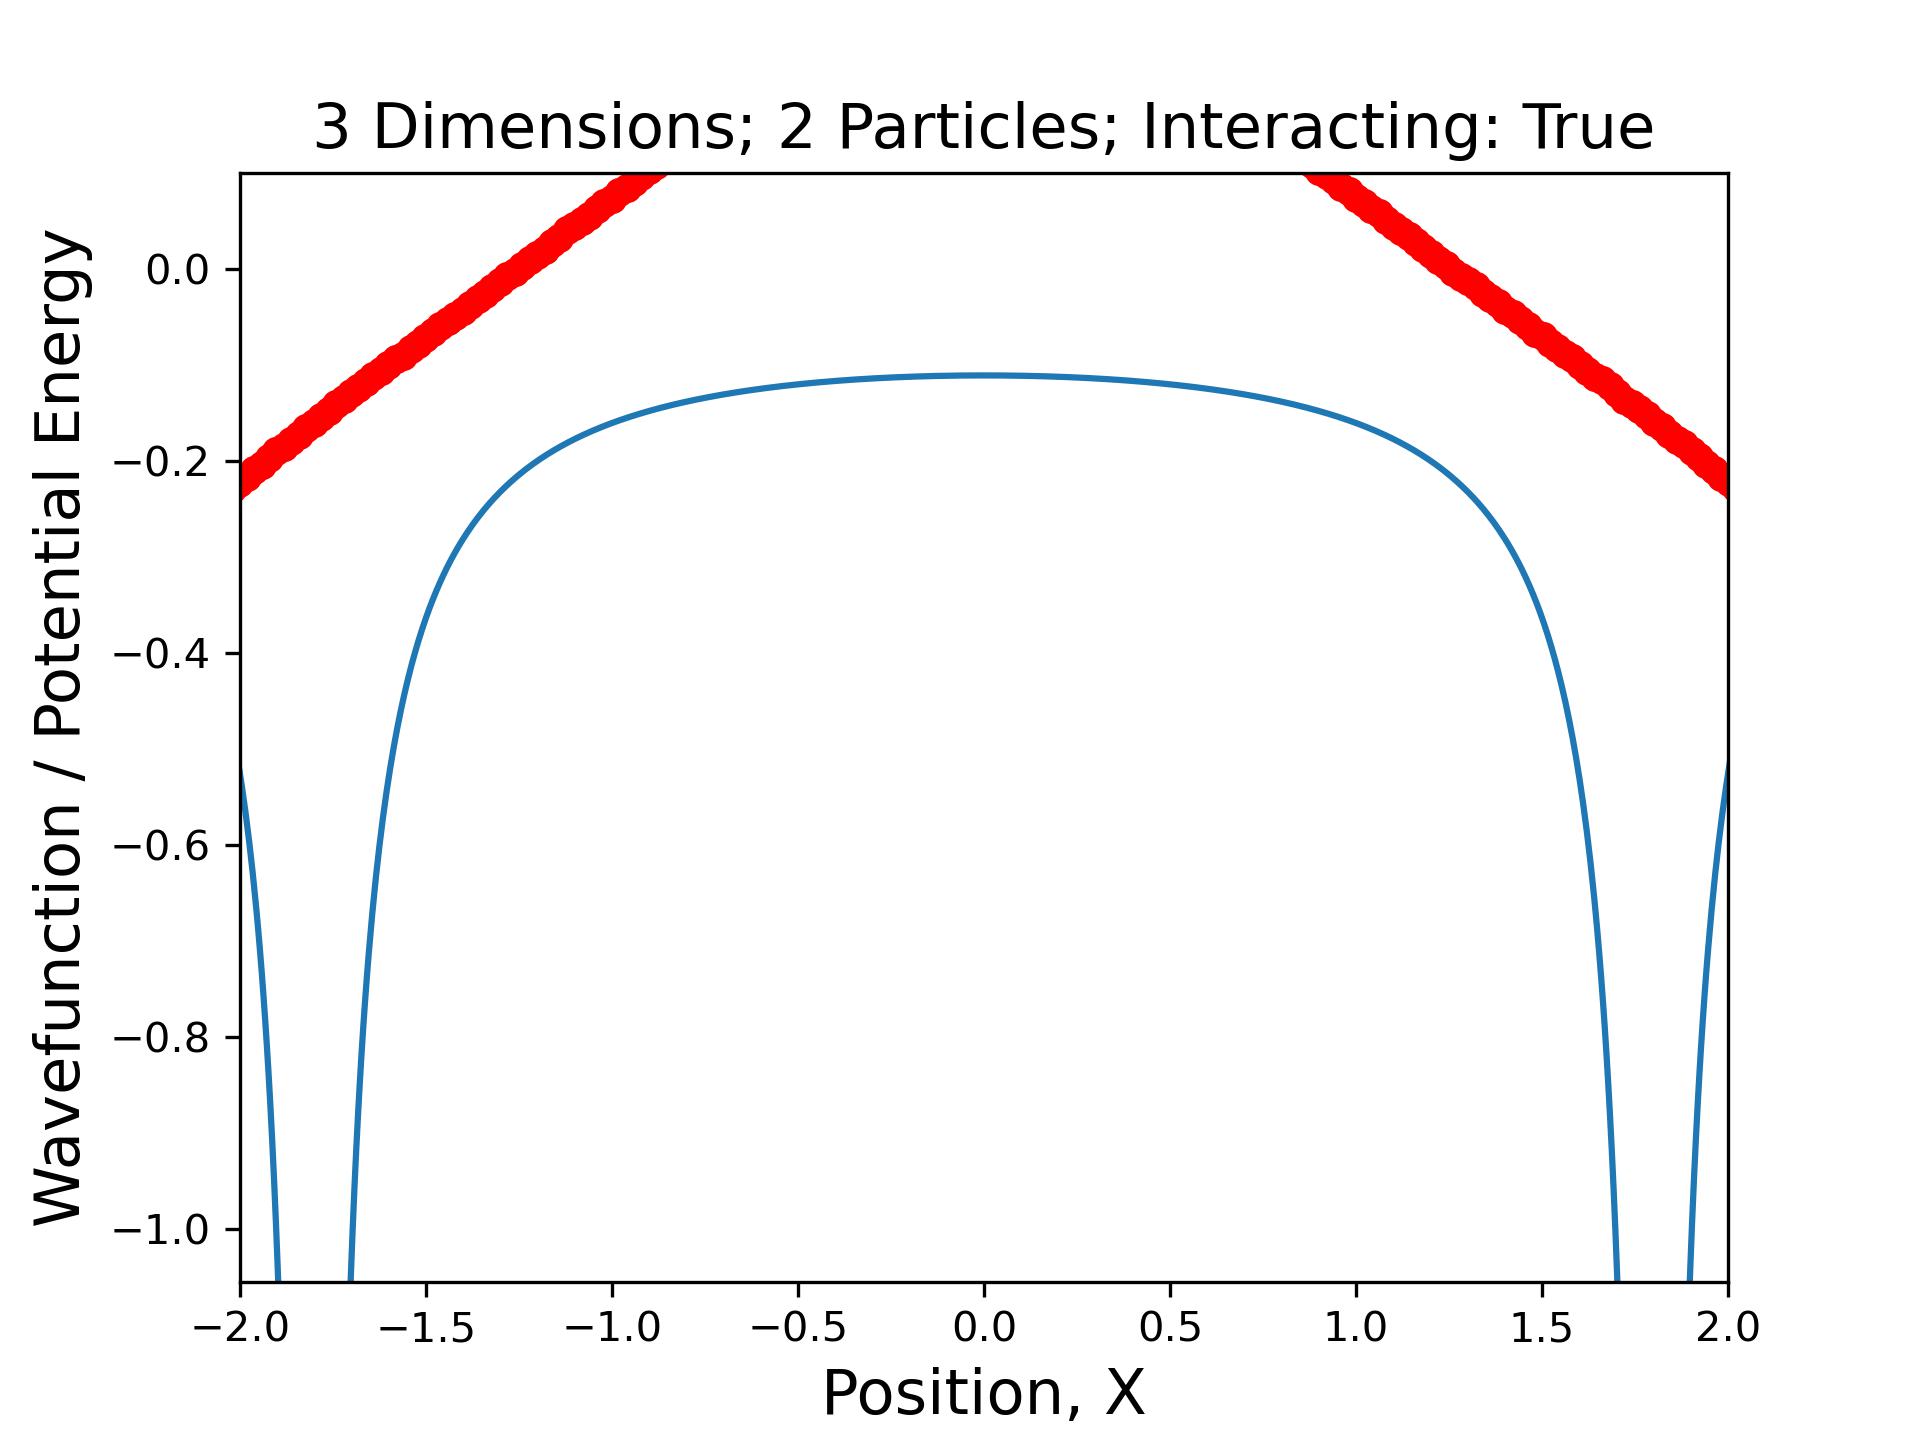 3 Dimensions; 2 Particles; Interacting: True
Wavefunction / Potential Energy
0.0
−0.2
−0.4
−0.6
−0.8
−1.0
−2.0 −1.5 −1.0 −0.5 0.0 0.5 1.0 1.5 2.0
Position, X